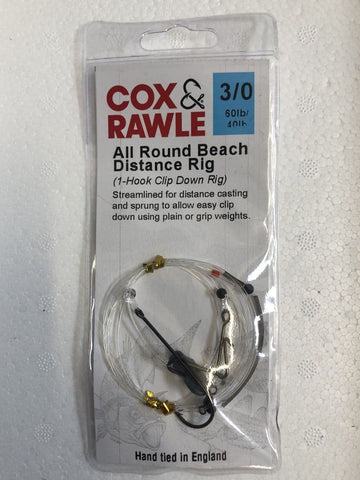 COX &
RAWLE
3/0
60lb/
40lb
All Round Beach
Distance Rig
(1-Hook Clip Down Rig)
Streamlined for distance casting
and sprung to allow easy clip
down using plain or grip weights.
Hand tied in England